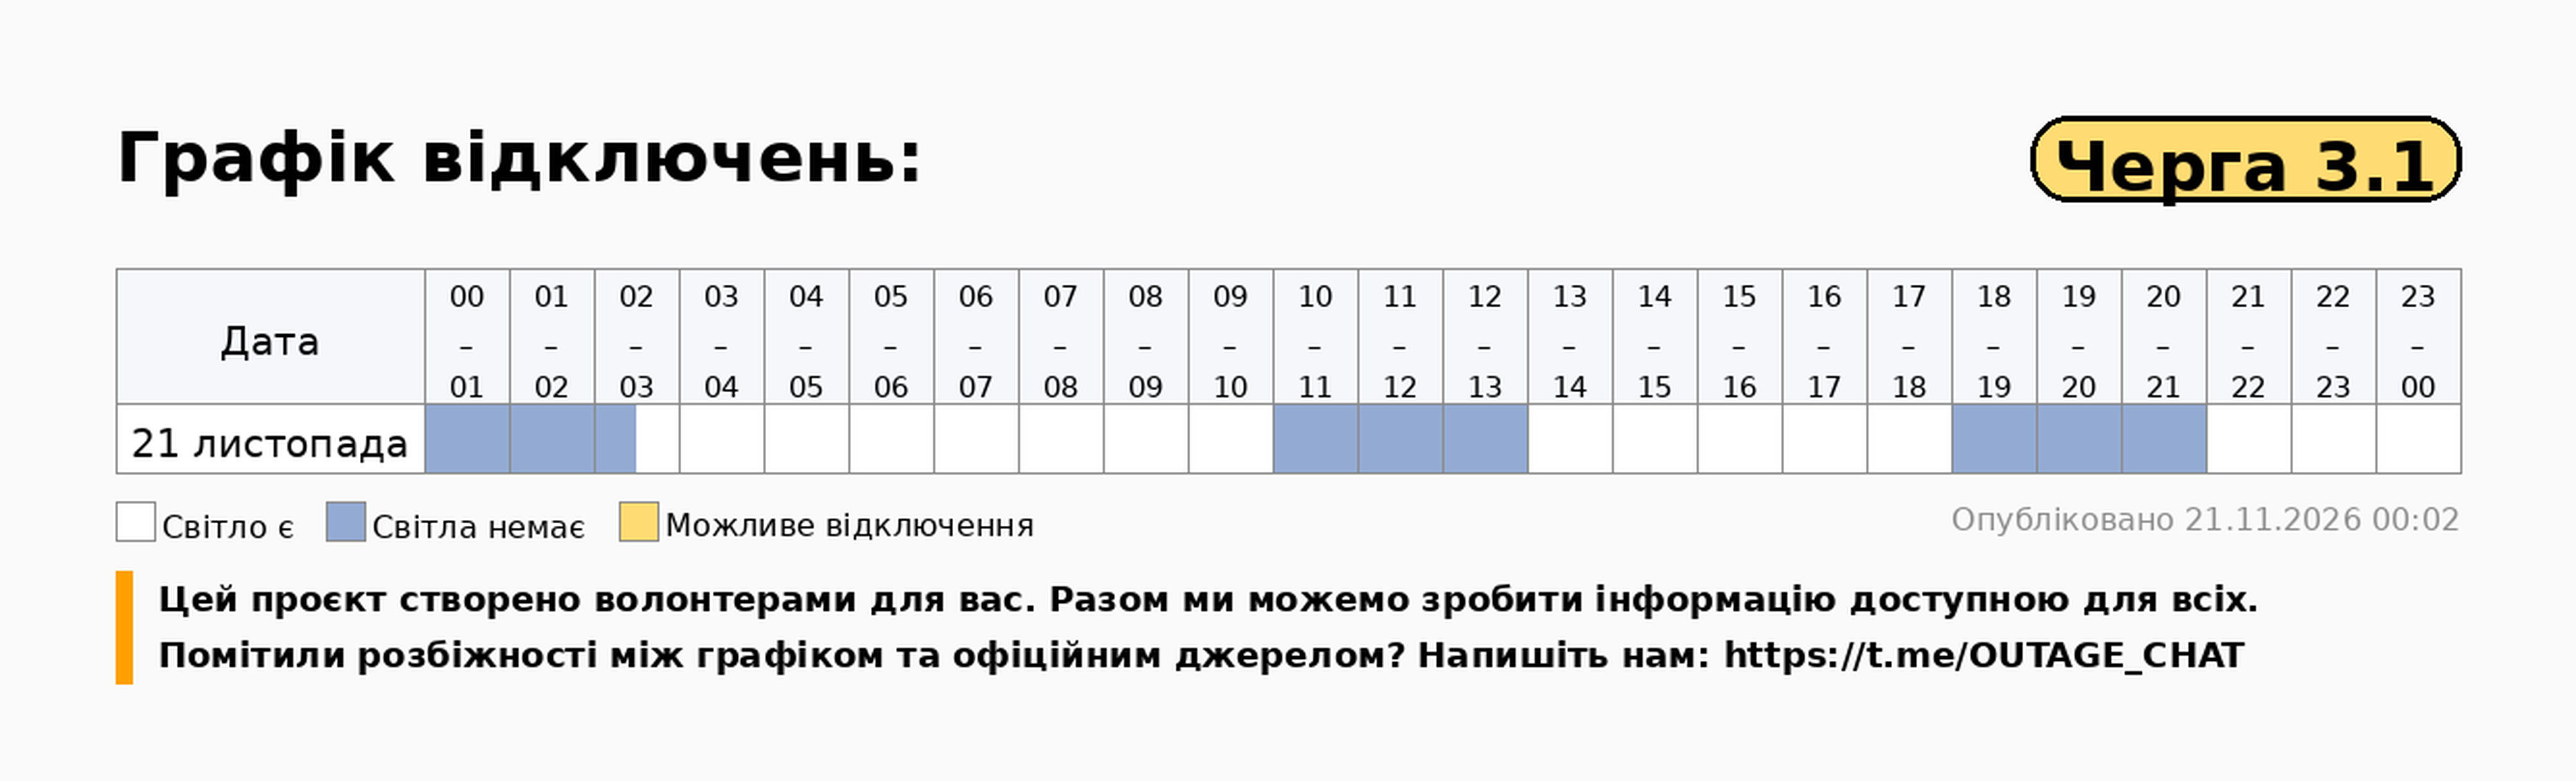 Графік відключень:
Черга 3.1
Дата 00–01 01–02 02–03 03–04 04–05 05–06 06–07 07–08 08–09 09–10 10–11 11–12 12–13 13–14 14–15 15–16 16–17 17–18 18–19 19–20 20–21 21–22 22–23 23–00
21 листопада
Світло є Світла немає Можливе відключення
Опубліковано 21.11.2026 00:02
Цей проєкт створено волонтерами для вас. Разом ми можемо зробити інформацію доступною для всіх.
Помітили розбіжності між графіком та офіційним джерелом? Напишіть нам: https://t.me/OUTAGE_CHAT